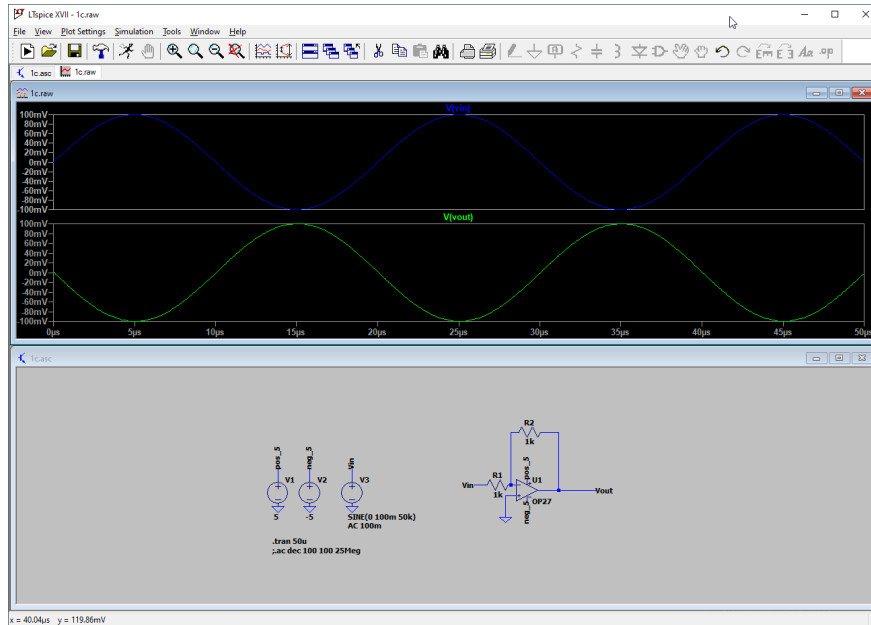 LTspice XVII - 1c.raw
File View Plot Settings Simulation Tools Window Help
Aa .op
1c.asc 1c.raw
1c.raw
V(vin)
100mV
80mV
60mV
40mV
20mV
0mV
-20mV
-40mV
-60mV
-80mV
-100mV
V(vout)
100mV
80mV
60mV
40mV
20mV
0mV
-20mV
-40mV
-60mV
-80mV
-100mV
0µs 5µs 10µs 15µs 20µs 25µs 30µs 35µs 40µs 45µs 50µs
1c.asc
pos_5 neg_5 Vin
V1 V2 V3
5 -5 SINE(0 100m 50k)
AC 100m
.tran 50u
;.ac dec 100 100 25Meg
R2
1k
R1 pos_5 U1
Vin Vout
1k OP27
neg_5
x = 40.04µs y = 119.86mV